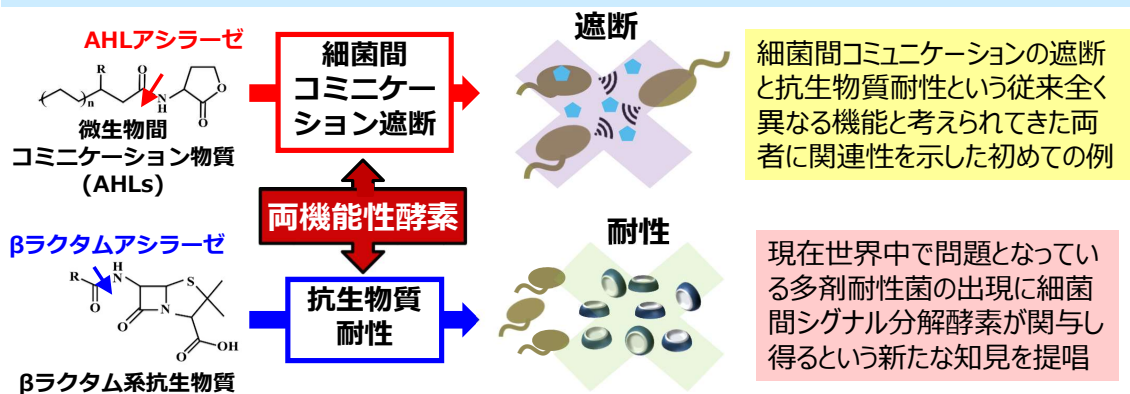 AHLアシラーゼ
R
O
N
H
O
O
n
微生物間
コミニケーション物質
(AHLs)
細菌間
コミニケー
ション遮断
遮断
細菌間コミュニケーションの遮断
と抗生物質耐性という従来全く
異なる機能と考えられてきた両
者に関連性を示した初めての例
両機能性酵素
βラクタムアシラーゼ
R
O
H
N
S
N
O
O
OH
βラクタム系抗生物質
抗生物質
耐性
耐性
現在世界中で問題となってい
る多剤耐性菌の出現に細菌
間シグナル分解酵素が関与し
得るという新たな知見を提唱